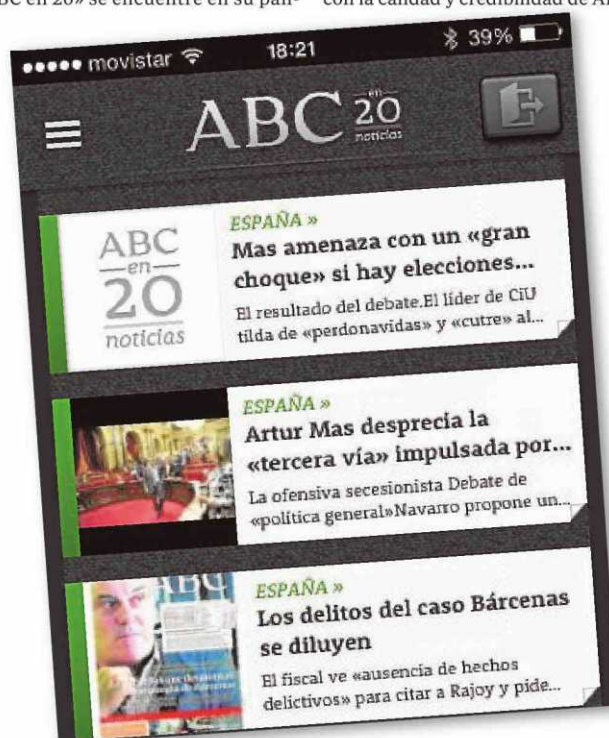 BC en 20» se encuentre en su pan-
con la calidad y credibilidad de
movistar 18:21 39%
ABC en 20 noticias
ESPAÑA »
Mas amenaza con un «gran
choque» si hay elecciones...
El resultado del debate.El líder de CiU
tilda de «perdonavidas» y «cutre» al...
ABC
en
20
noticias
ESPAÑA »
Artur Mas desprecia la
«tercera vía» impulsada por...
La ofensiva secesionista Debate de
«política general»Navarro propone un...
ABC
ESPAÑA »
Los delitos del caso Bárcenas
se diluyen
El fiscal ve «ausencia de hechos
delictivos» para citar a Rajoy y pide...